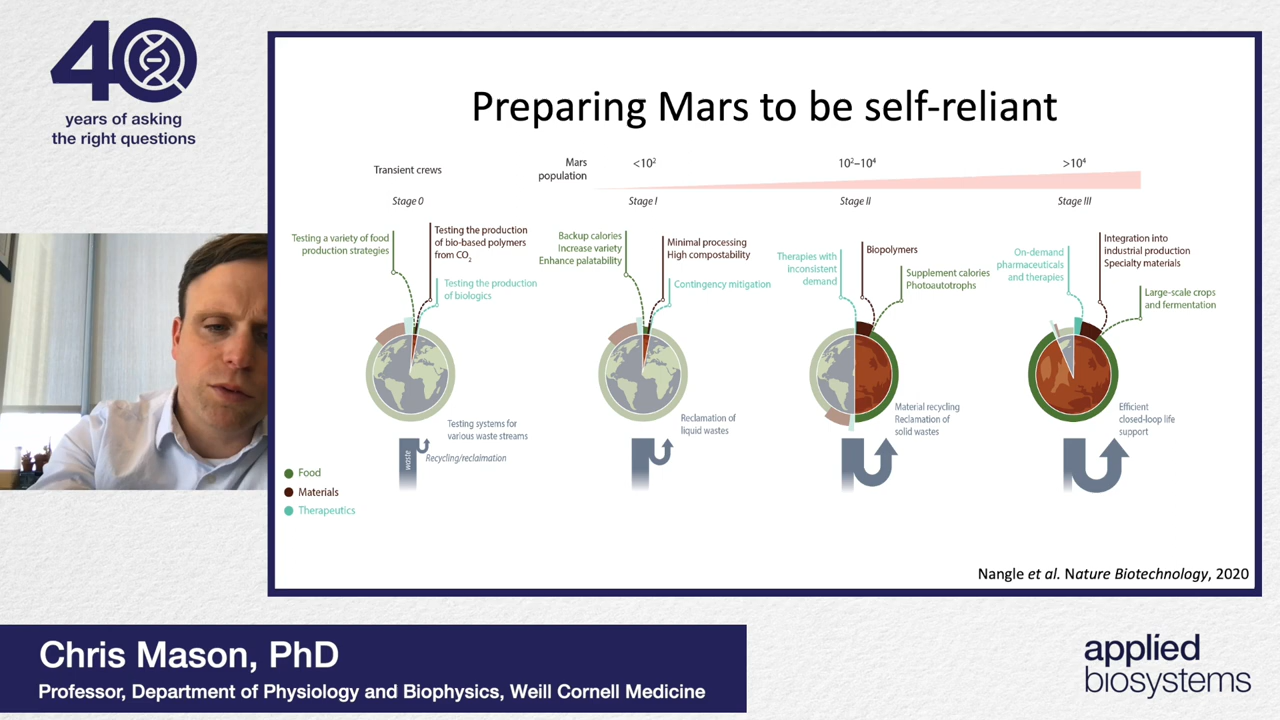 40
years of asking
the right questions
Preparing Mars to be self-reliant
Transient crews
Mars
population
<10²
10²–10⁴
>10⁴
Stage 0
Stage I
Stage II
Stage III
Testing a variety of food
production strategies
Testing the production
of bio-based polymers
from CO₂
Testing the production
of biologics
Backup calories
Increase variety
Enhance palatability
Minimal processing
High compostability
Contingency mitigation
Therapies with
inconsistent
demand
Biopolymers
Supplement calories
Photoautotrophs
On-demand
pharmaceuticals
and therapies
Integration into
industrial production
Specialty materials
Large-scale crops
and fermentation
Testing systems for
various waste streams
waste
Recycling/reclaimation
Reclamation of
liquid wastes
Material recycling
Reclamation of
solid wastes
Efficient
closed-loop life
support
Food
Materials
Therapeutics
Nangle et al. Nature Biotechnology, 2020
Chris Mason, PhD
Professor, Department of Physiology and Biophysics, Weill Cornell Medicine
applied
biosystems